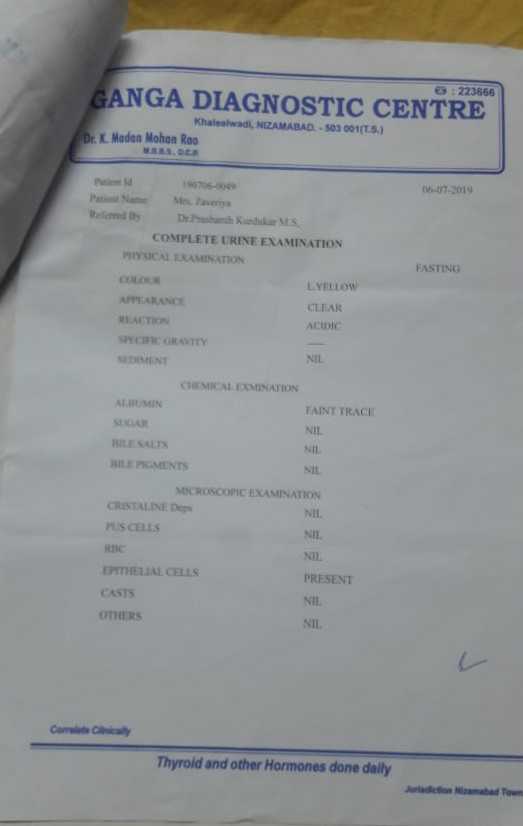 ☎ : 223666
GANGA DIAGNOSTIC CENTRE
Khaleelwadi, NIZAMABAD. - 503 001(T.S.)
Dr. K. Madan Mohan Rao
M.B.B.S., D.C.P.
Patient Id 190706-0049 06-07-2019
Patient Name Mrs. Zaveriya
Referred By Dr.Prashanth Kurdukar M.S,
COMPLETE URINE EXAMINATION
PHYSICAL EXAMINATION FASTING
COLOUR L.YELLOW
APPEARANCE CLEAR
REACTION ACIDIC
SPECIFIC GRAVITY ----
SEDIMENT NIL
CHEMICAL EXMINATION
ALBUMIN FAINT TRACE
SUGAR NIL
BILE SALTS NIL
BILE PIGMENTS NIL
MICROSCOPIC EXAMINATION
CRISTALINE Deps NIL
PUS CELLS NIL
RBC NIL
EPITHELIAL CELLS PRESENT
CASTS NIL
OTHERS NIL
Correlate Clinically
Thyroid and other Hormones done daily
Jurisdiction Nizamabad Town